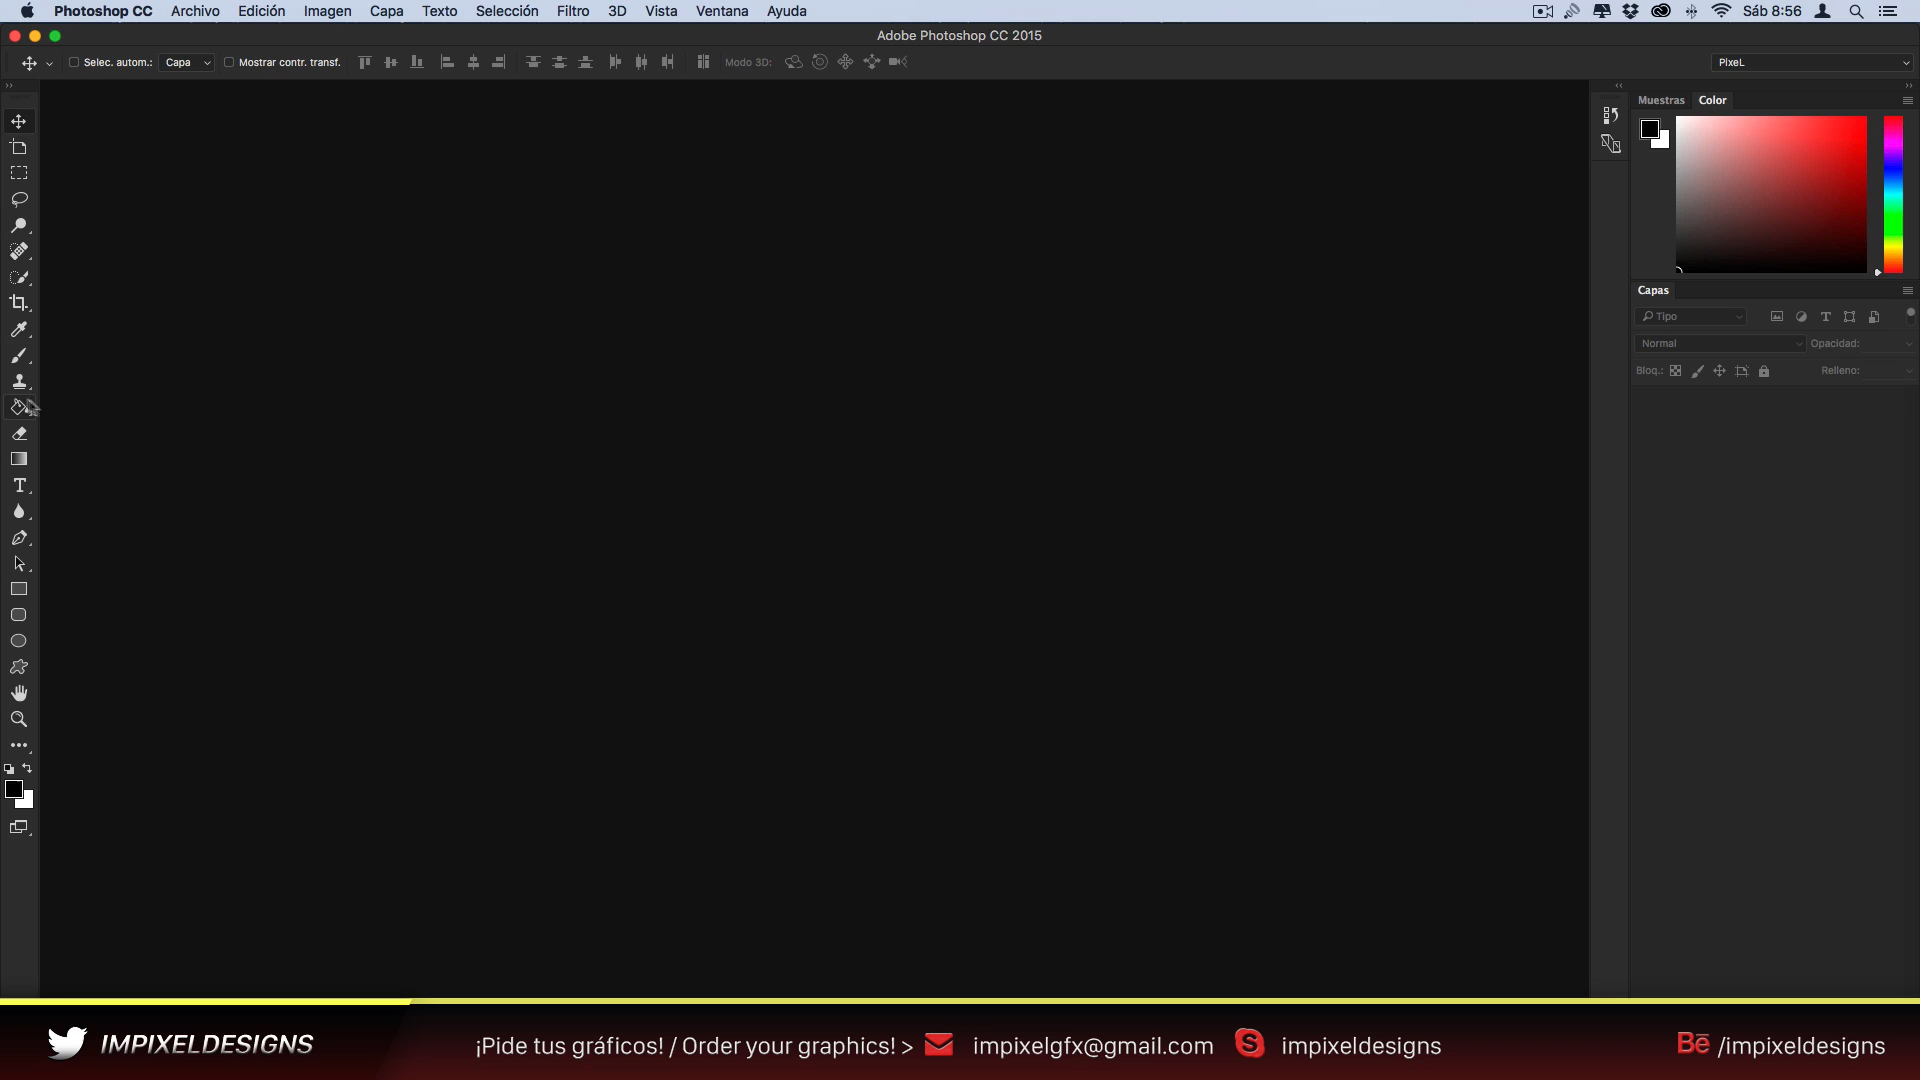 Photoshop CC Archivo Edición Imagen Capa Texto Selección Filtro 3D Vista Ventana Ayuda Sáb 8:56
Adobe Photoshop CC 2015
Selec. autom.: Capa Mostrar contr. transf. Modo 3D: PixeL
Muestras Color
Capas
Tipo
Normal Opacidad:
Bloq.: Relleno:
IMPIXELDESIGNS ¡Pide tus gráficos! / Order your graphics! > impixelgfx@gmail.com impixeldesigns Bē /impixeldesigns